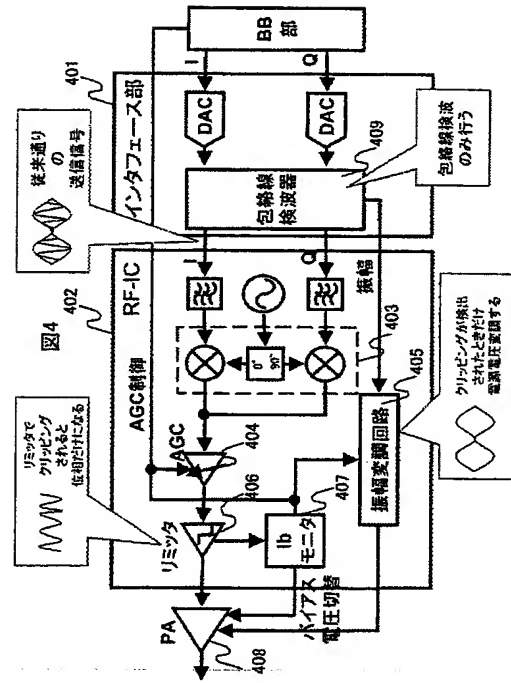 図4
402
RF-IC
401
インタフェース部
BB部
リミッタで
クリッピング
されると
位相だけになる
従来通り
の
送信信号
AGC制御
PA
リミッタ
AGC
404
406
408
Ib
モニタ
407
バイアス
電圧切替
0°
90°
403
I
Q
I
Q
DAC
DAC
包絡線
検波器
409
振幅
振幅変調回路
405
クリッピングが検出
されたときだけ
電源電圧変調する
包絡線検波
のみ行う